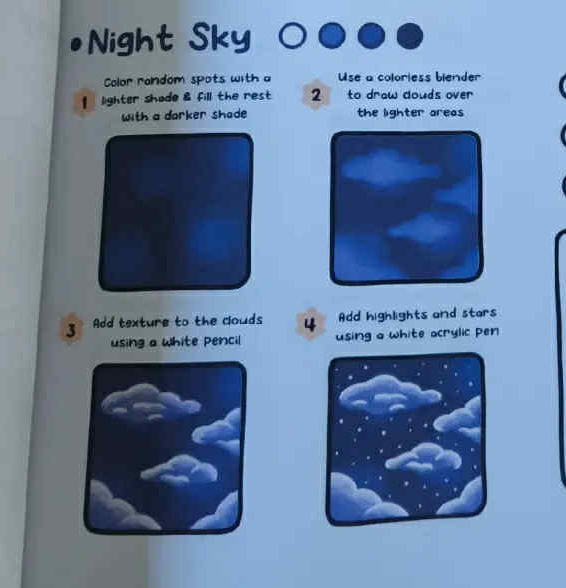 •Night Sky
1
Color random spots with a
lighter shade & fill the rest
with a darker shade
2
Use a colorless blender
to draw clouds over
the lighter areas
3
Add texture to the clouds
using a white pencil
4
Add highlights and stars
using a white acrylic pen